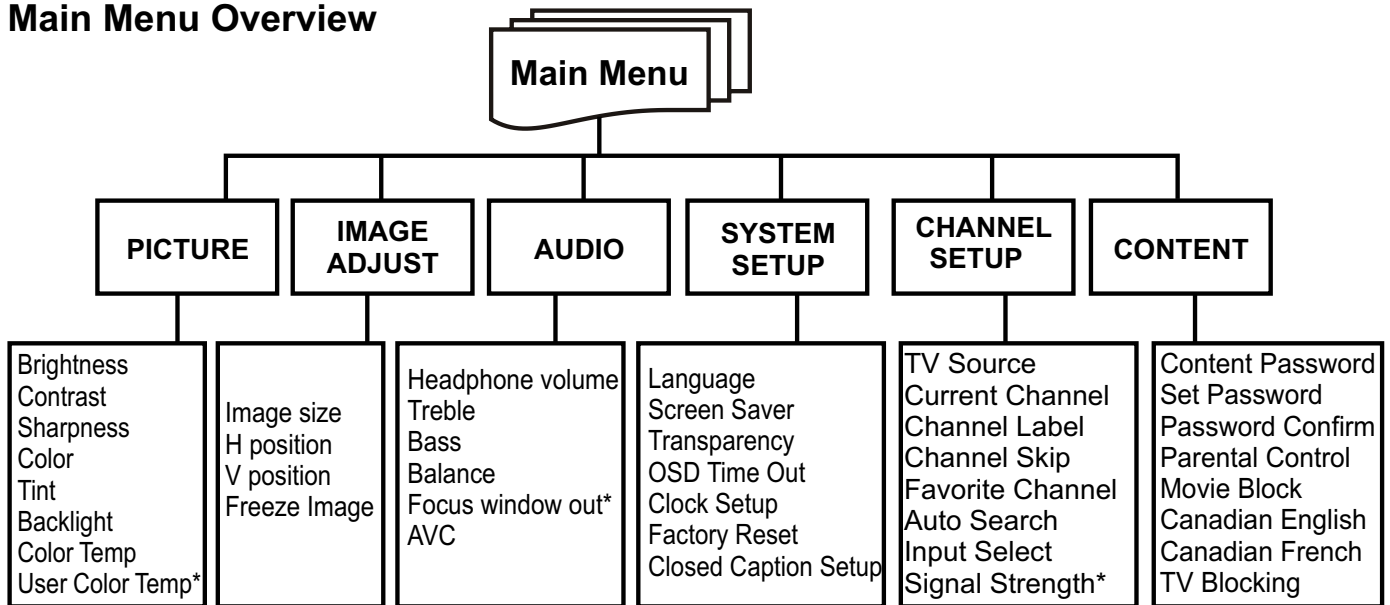 Main Menu Overview
Main Menu
PICTURE
IMAGE
ADJUST
AUDIO
SYSTEM
SETUP
CHANNEL
SETUP
CONTENT
Brightness
Contrast
Sharpness
Color
Tint
Backlight
Color Temp
User Color Temp*
Image size
H position
V position
Freeze Image
Headphone volume
Treble
Bass
Balance
Focus window out*
AVC
Language
Screen Saver
Transparency
OSD Time Out
Clock Setup
Factory Reset
Closed Caption Setup
TV Source
Current Channel
Channel Label
Channel Skip
Favorite Channel
Auto Search
Input Select
Signal Strength*
Content Password
Set Password
Password Confirm
Parental Control
Movie Block
Canadian English
Canadian French
TV Blocking